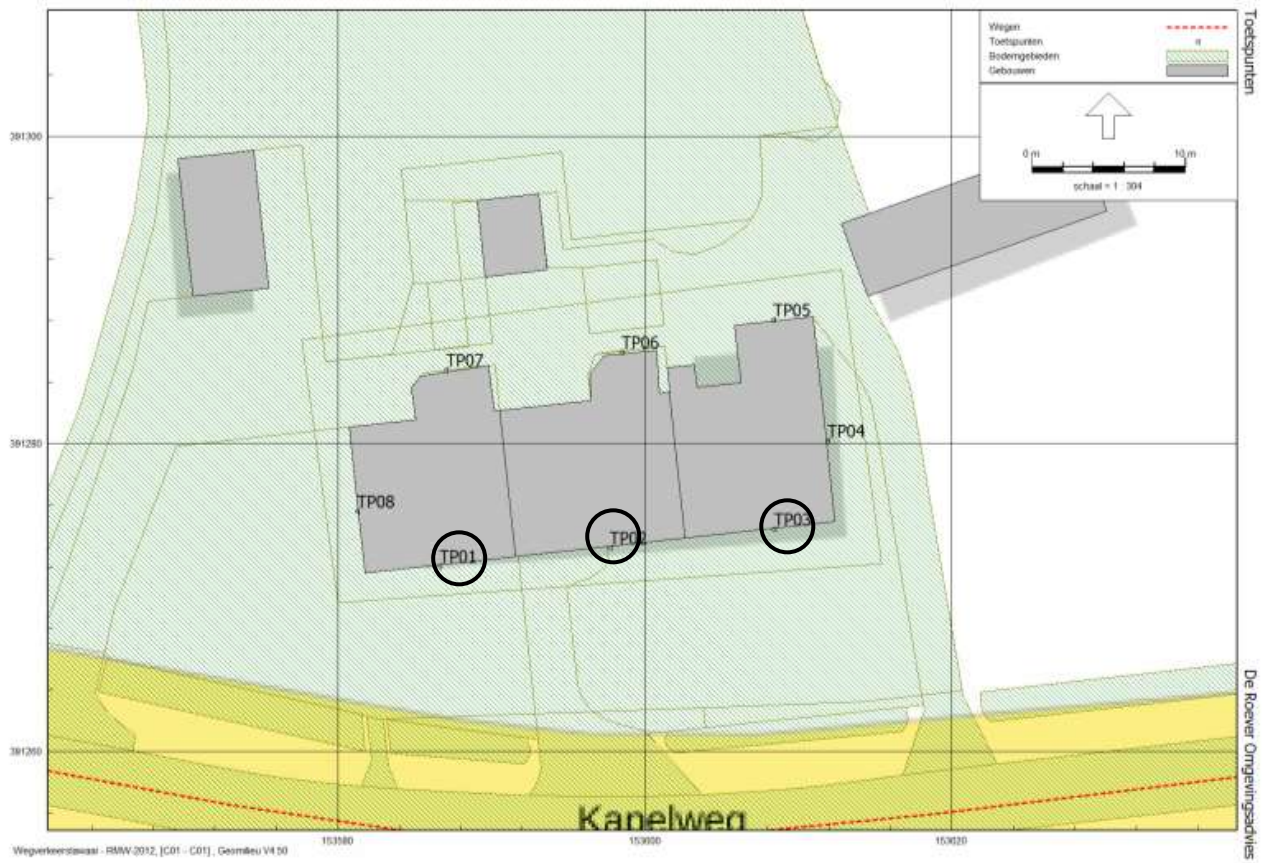 Toetspunten
Wegen
Toetspunten
Bodemgebieden
Gebouwen
0 m 10 m
schaal = 1 : 304
391300
TP05
TP06
TP07
391280
TP04
TP08
TP03
TP02
TP01
De Roever Omgevingsadvies
391260
Kapelweg
153580 153600 153620
Wegverkeerslawaai - RMW-2012, [C01 - C01] , Geomilieu V4.50